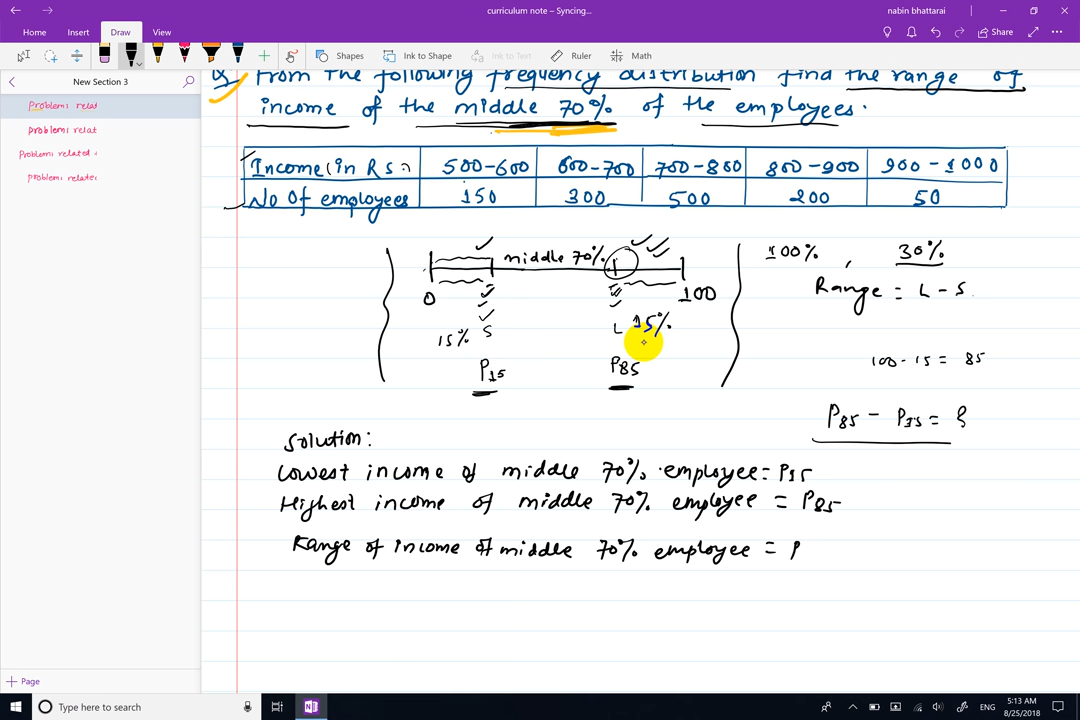 curriculum note - Syncing...
nabin bhattarai
Home Insert Draw View
Share
Shapes
Ink to Shape
Ink to Text
Ruler
Math
New Section 3
Problems relat
Problems relat
Problems related
problems relate
Page
Q. From the following frequency distribution find the range of
income of the middle 70% of the employees.
Income (in Rs.) 500-600 600-700 700-800 800-900 900-1000
No Of employees 150 300 500 200 50
middle 70%
0 100
15% S L 15%
P15 P85
100% , 30%
Range = L - S.
100 - 15 = 85
P85 - P15 = ?
Solution:
Lowest income of middle 70% employee = P15
Highest income of middle 70% employee = P85
Range of income of middle 70% employee = P
Type here to search
ENG
5:13 AM
8/25/2018